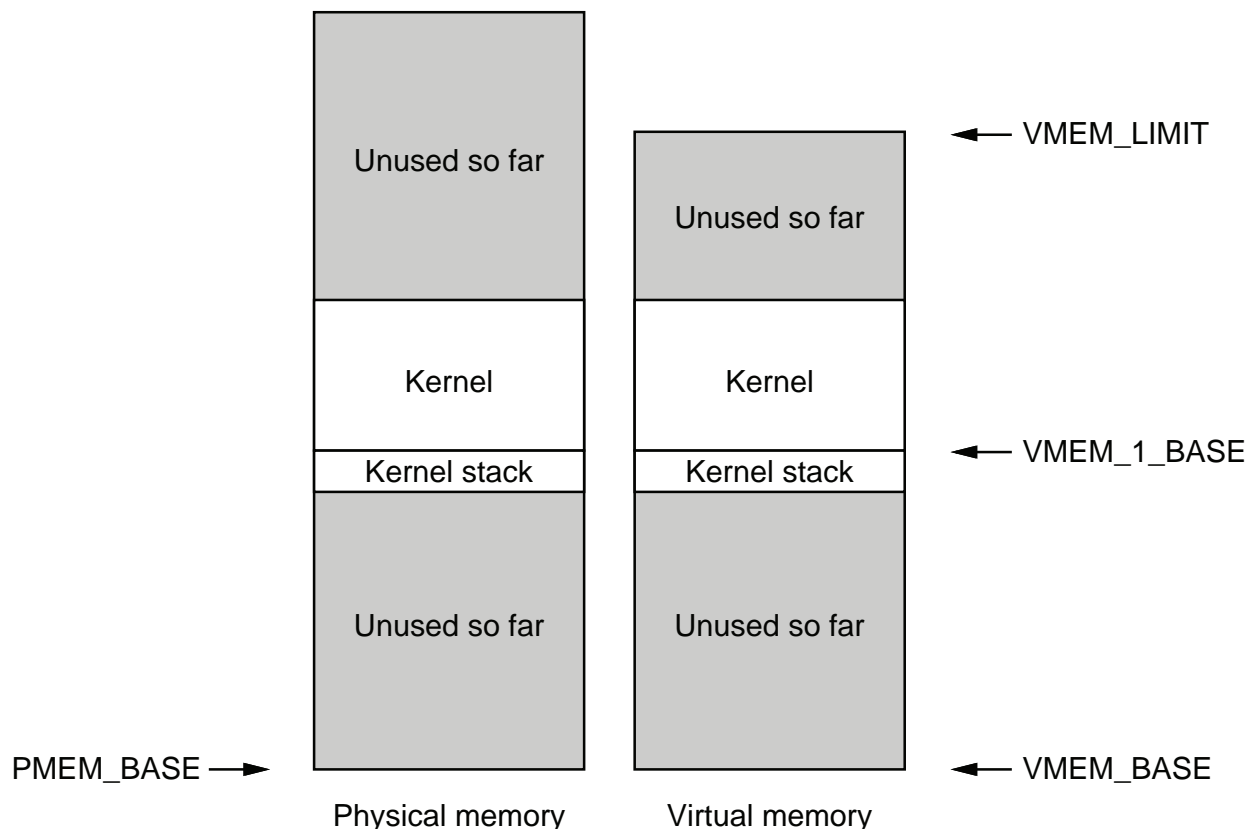 VMEM_LIMIT
Unused so far
Unused so far
Kernel
Kernel
VMEM_1_BASE
Kernel stack
Kernel stack
Unused so far
Unused so far
PMEM_BASE
VMEM_BASE
Physical memory
Virtual memory